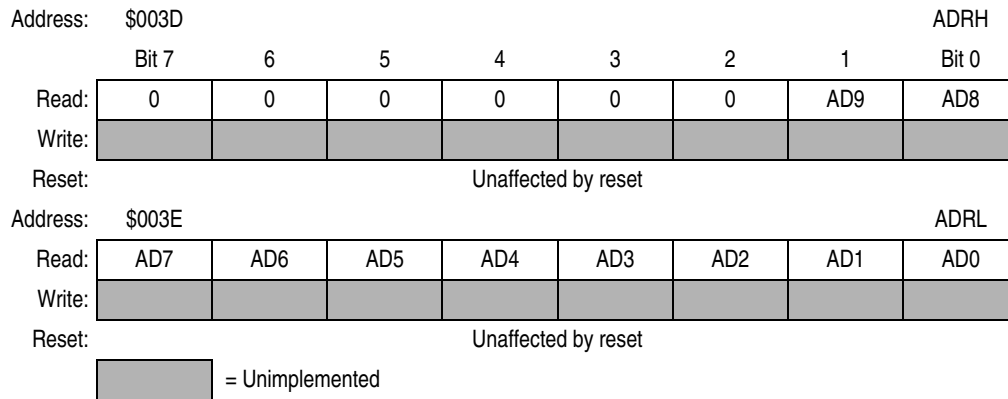 Address: $003D ADRH
Bit 7 6 5 4 3 2 1 Bit 0
Read: 0 0 0 0 0 0 AD9 AD8
Write:
Reset: Unaffected by reset
Address: $003E ADRL
Read: AD7 AD6 AD5 AD4 AD3 AD2 AD1 AD0
Write:
Reset: Unaffected by reset
= Unimplemented